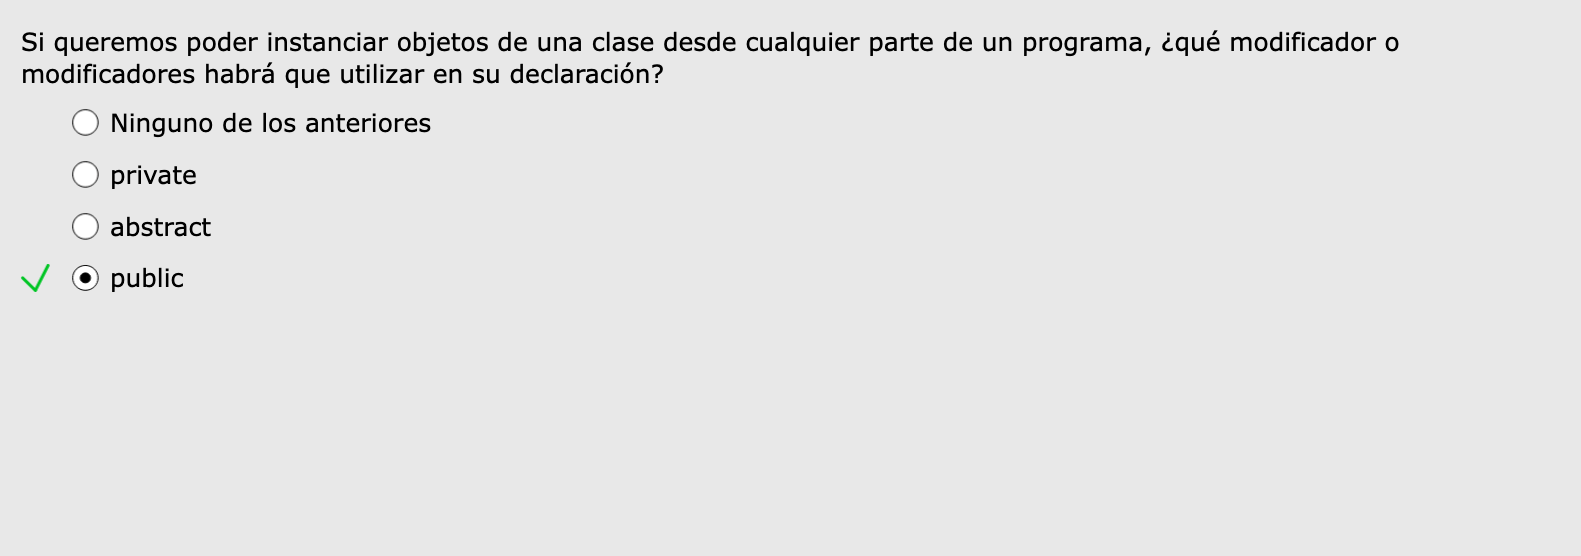 Si queremos poder instanciar objetos de una clase desde cualquier parte de un programa, ¿qué modificador o
modificadores habrá que utilizar en su declaración?
Ninguno de los anteriores
private
abstract
public